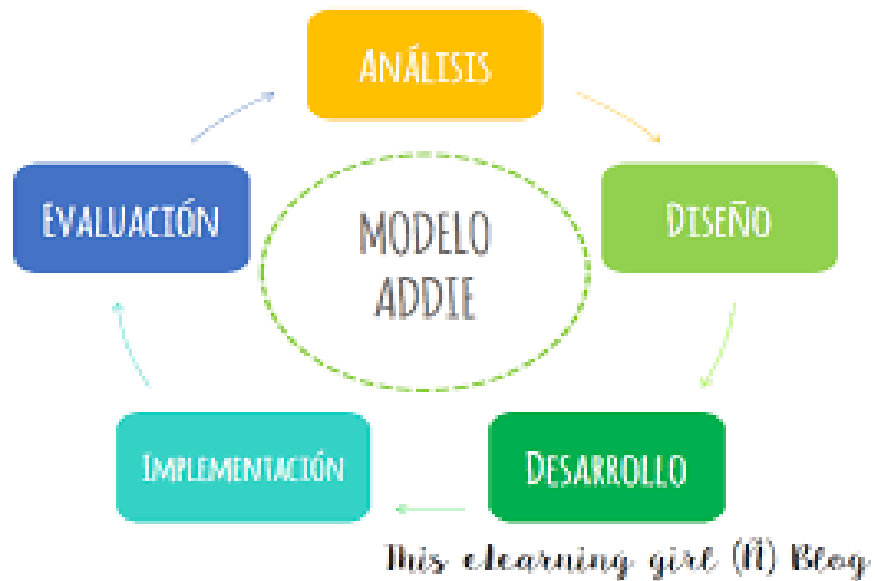 ANÁLISIS
EVALUACIÓN
DISEÑO
MODELO
ADDIE
IMPLEMENTACIÓN
DESARROLLO
This elearning girl (Ñ) Blog